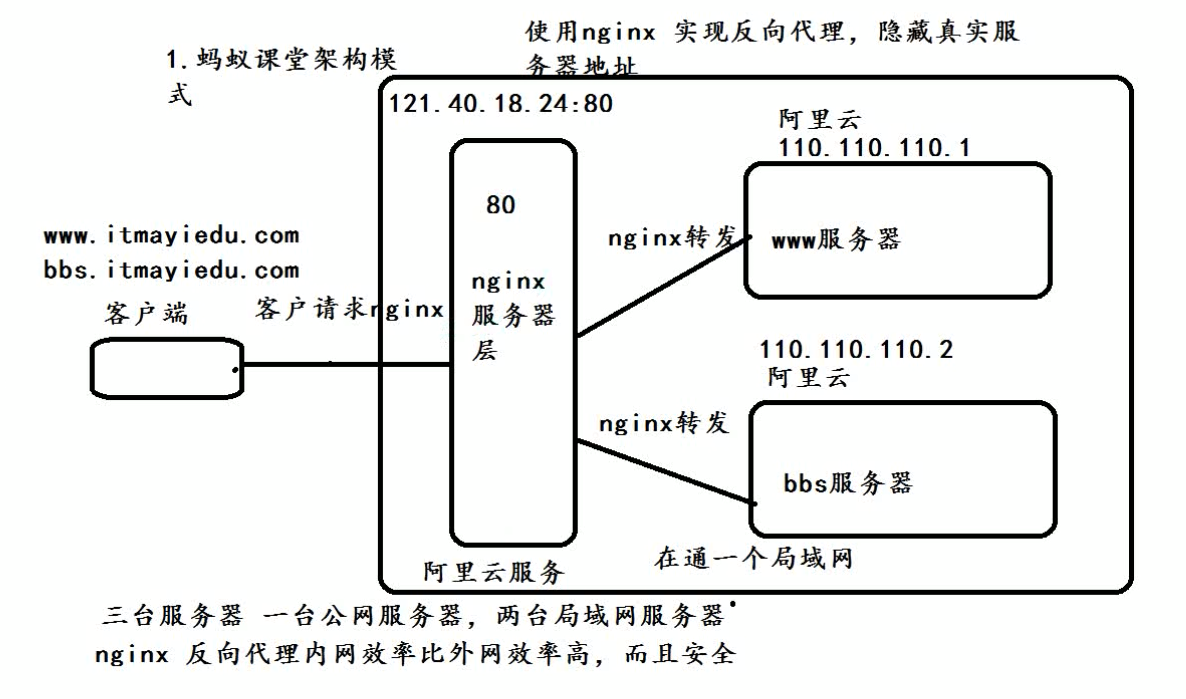 使用nginx 实现反向代理，隐藏真实服
务器地址
1.蚂蚁课堂架构模
式
121.40.18.24:80
阿里云
110.110.110.1
80
www.itmayiedu.com
bbs.itmayiedu.com
nginx转发
www服务器
nginx
服务器
层
客户端
客户请求nginx
110.110.110.2
阿里云
nginx转发
bbs服务器
在通一个局域网
阿里云服务
三台服务器 一台公网服务器，两台局域网服务器
nginx 反向代理内网效率比外网效率高，而且安全